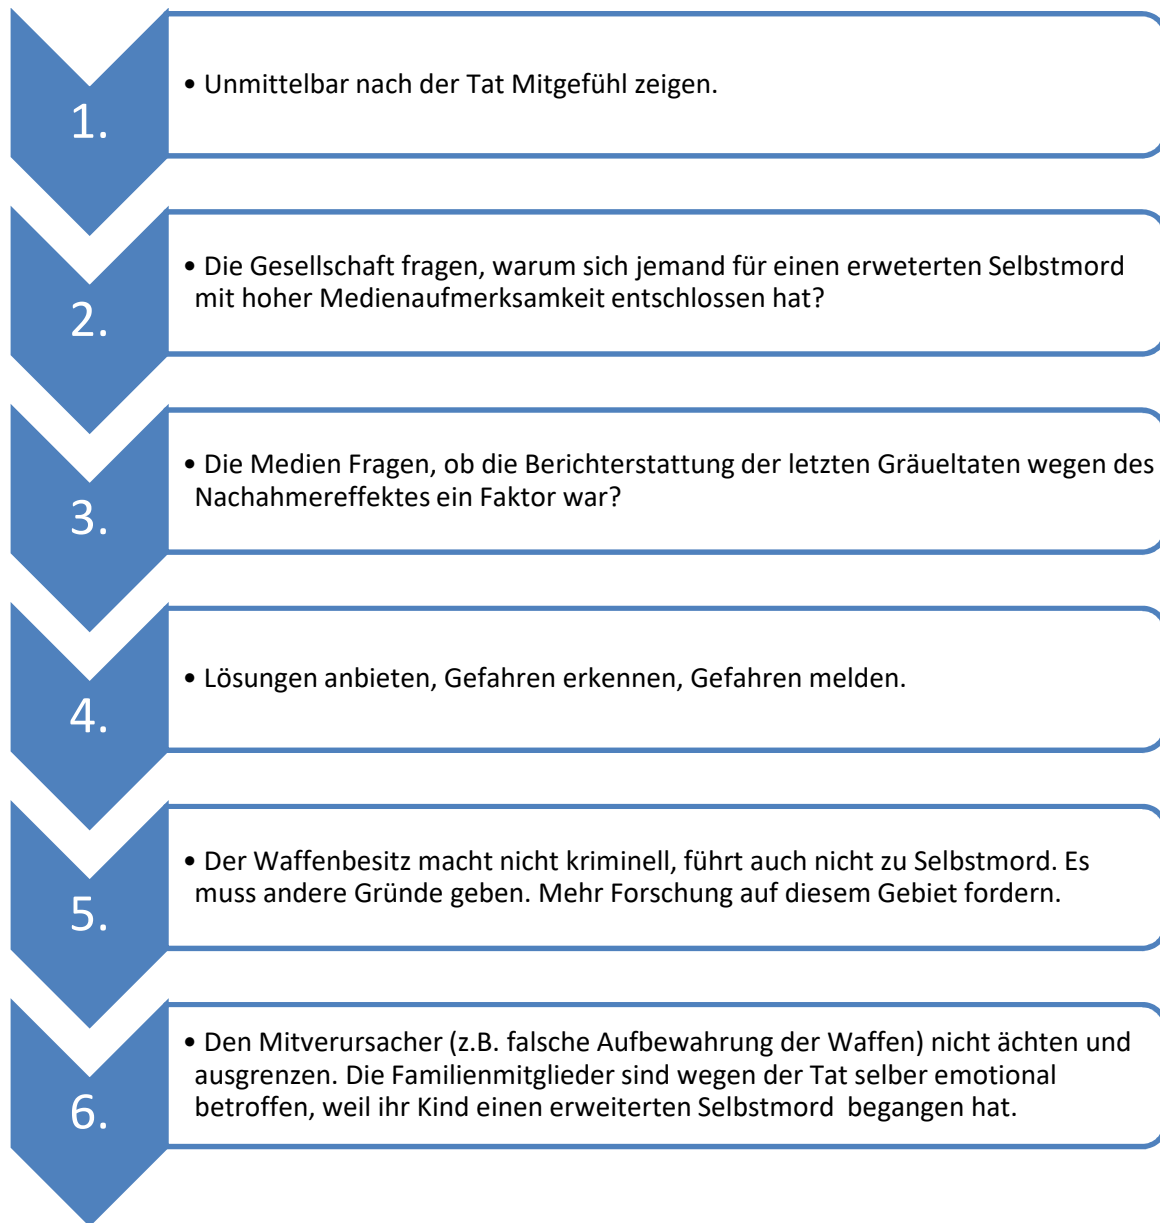 1.
• Unmittelbar nach der Tat Mitgefühl zeigen.
2.
• Die Gesellschaft fragen, warum sich jemand für einen erweterten Selbstmord
mit hoher Medienaufmerksamkeit entschlossen hat?
3.
• Die Medien Fragen, ob die Berichterstattung der letzten Gräueltaten wegen des
Nachahmereffektes ein Faktor war?
4.
• Lösungen anbieten, Gefahren erkennen, Gefahren melden.
5.
• Der Waffenbesitz macht nicht kriminell, führt auch nicht zu Selbstmord. Es
muss andere Gründe geben. Mehr Forschung auf diesem Gebiet fordern.
6.
• Den Mitverursacher (z.B. falsche Aufbewahrung der Waffen) nicht ächten und
ausgrenzen. Die Familienmitglieder sind wegen der Tat selber emotional
betroffen, weil ihr Kind einen erweiterten Selbstmord  begangen hat.